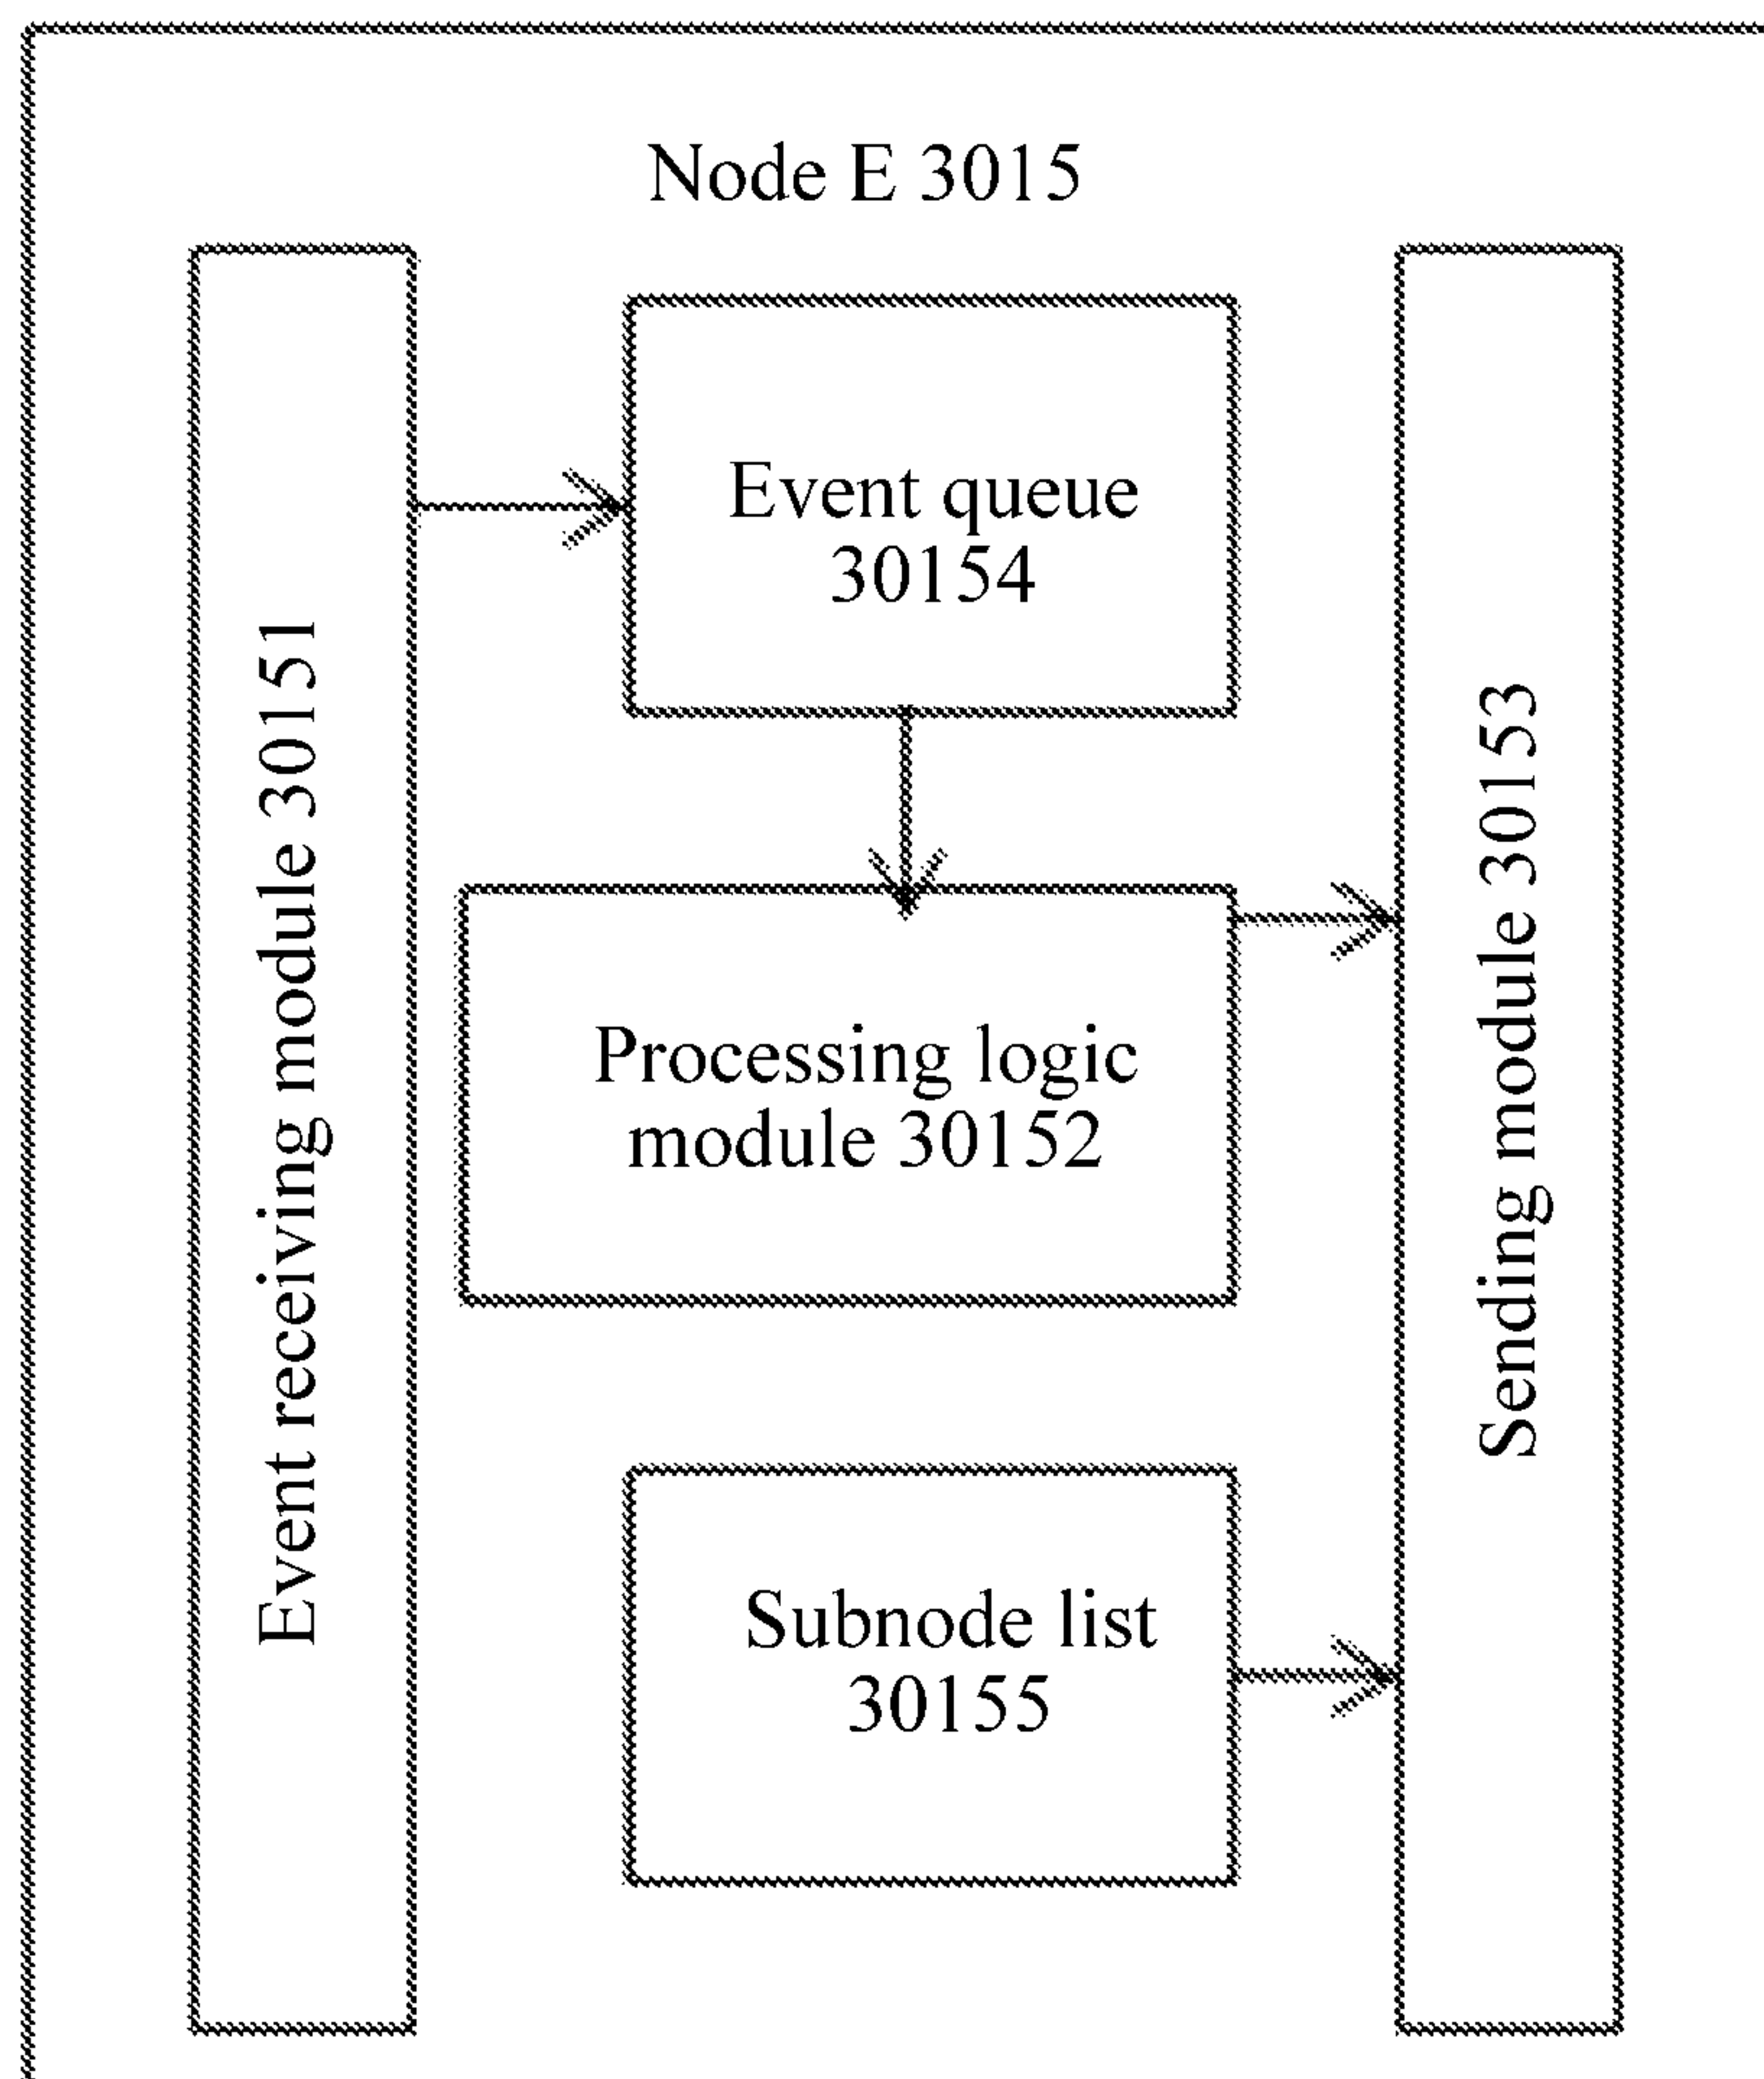 Node E 3015
Event receiving module 30151
Event queue
30154
Processing logic
module 30152
Subnode list
30155
Sending module 30153